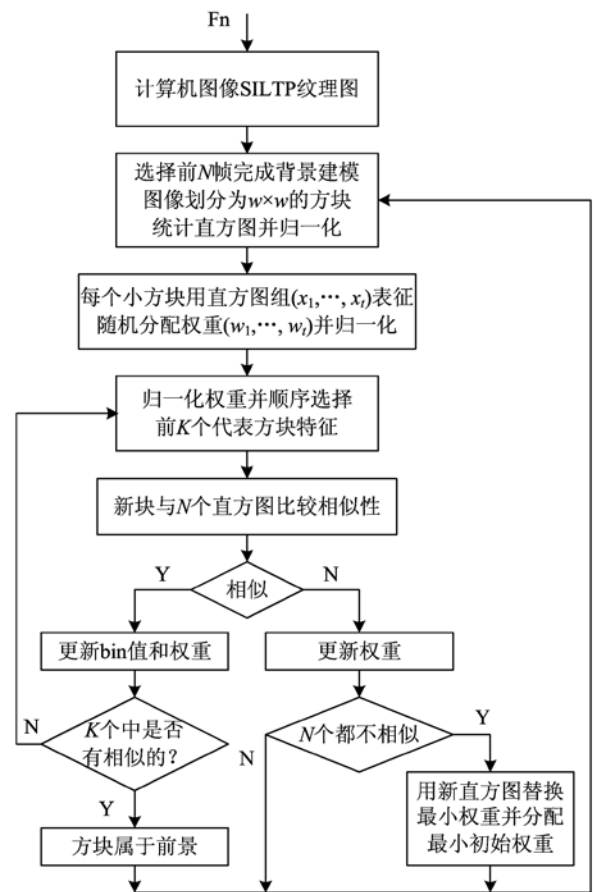 Fn
计算机图像SILTP纹理图
选择前N帧完成背景建模
图像划分为w×w的方块
统计直方图并归一化
每个小方块用直方图组(x₁,⋯, xₜ)表征
随机分配权重(w₁,⋯, wₜ)并归一化
归一化权重并顺序选择
前K个代表方块特征
新块与N个直方图比较相似性
Y
相似
N
更新bin值和权重
更新权重
N
K个中是否
有相似的?
Y
N
N个都不相似
Y
方块属于前景
用新直方图替换
最小权重并分配
最小初始权重